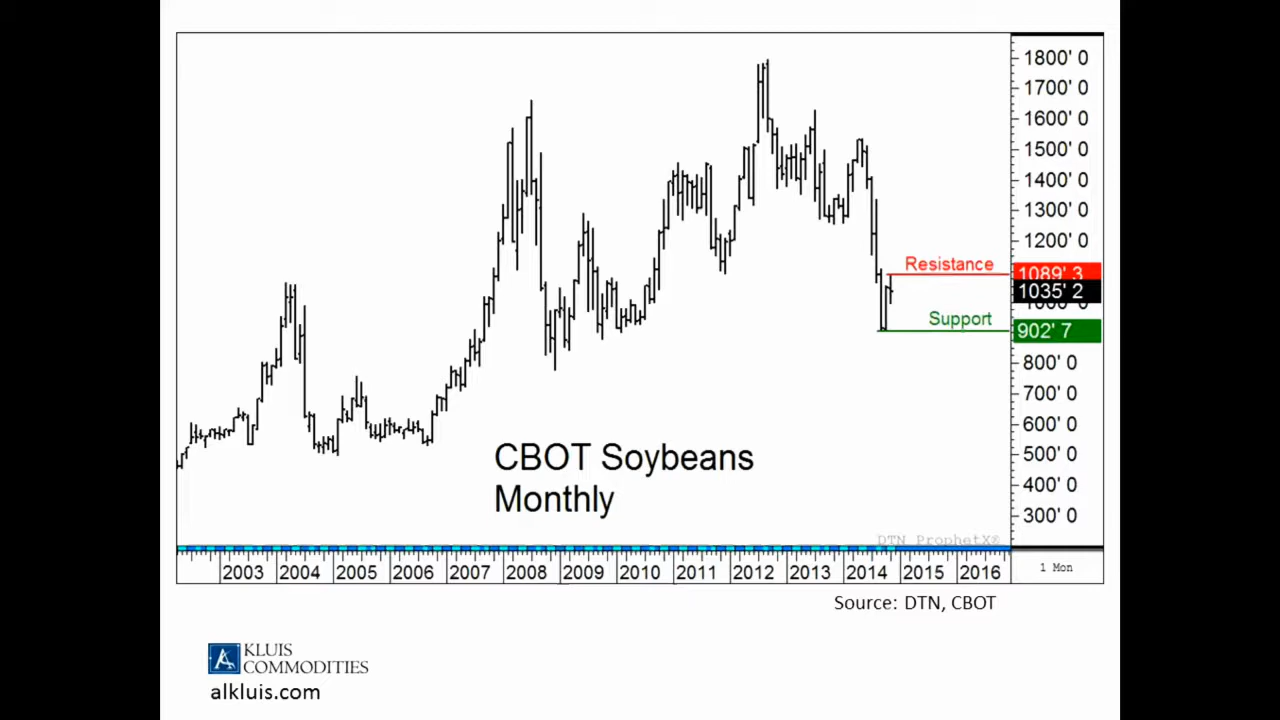 1800' 0
1700' 0
1600' 0
1500' 0
1400' 0
1300' 0
1200' 0
Resistance
1089' 3
1035' 2
1000' 0
Support
902' 7
800' 0
700' 0
600' 0
500' 0
400' 0
300' 0
CBOT Soybeans
Monthly
DTN ProphetX®
2003 2004 2005 2006 2007 2008 2009 2010 2011 2012 2013 2014 2015 2016 1 Mon
Source: DTN, CBOT
KLUIS
COMMODITIES
alkluis.com